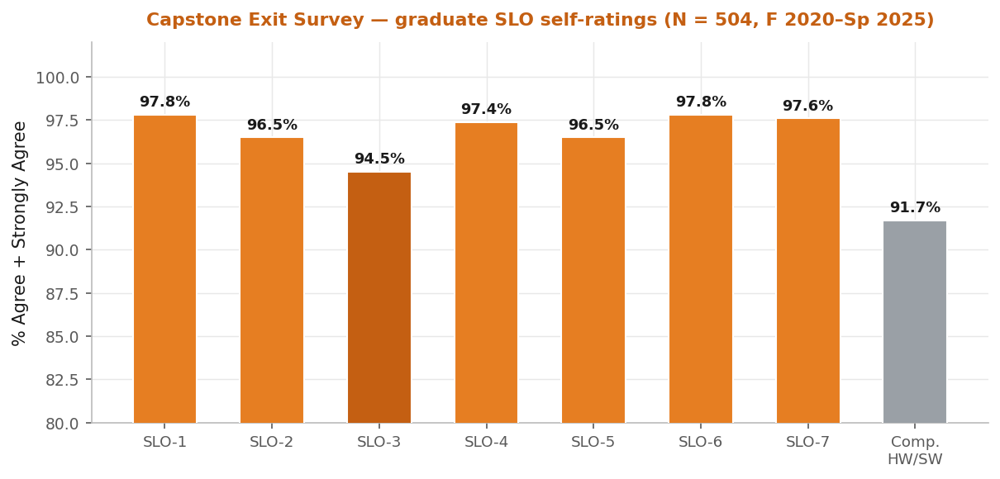 Capstone Exit Survey — graduate SLO self-ratings (N = 504, F 2020–Sp 2025)
% Agree + Strongly Agree
100.0
97.5
95.0
92.5
90.0
87.5
85.0
82.5
80.0
97.8%
96.5%
94.5%
97.4%
96.5%
97.8%
97.6%
91.7%
SLO-1
SLO-2
SLO-3
SLO-4
SLO-5
SLO-6
SLO-7
Comp.
HW/SW